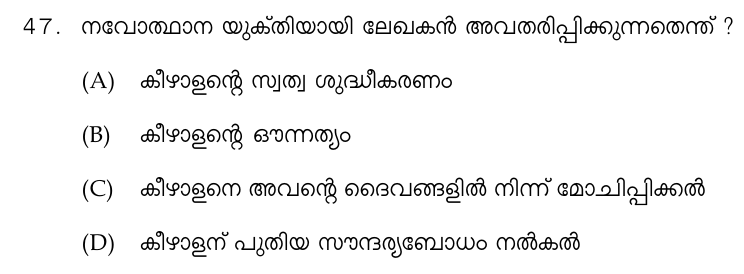 47. നവോത്ഥാന യുക്തിയായി ലേഖകൻ അവതരിപ്പിക്കുന്നതെന്ത് ?
(A) കീഴാളന്റെ സ്വത്വ ശുദ്ധീകരണം
(B) കീഴാളന്റെ ഔന്നത്യം
(C) കീഴാളനെ അവന്റെ ദൈവങ്ങളിൽ നിന്ന് മോചിപ്പിക്കൽ
(D) കീഴാളന് പുതിയ സൗന്ദര്യബോധം നൽകൽ